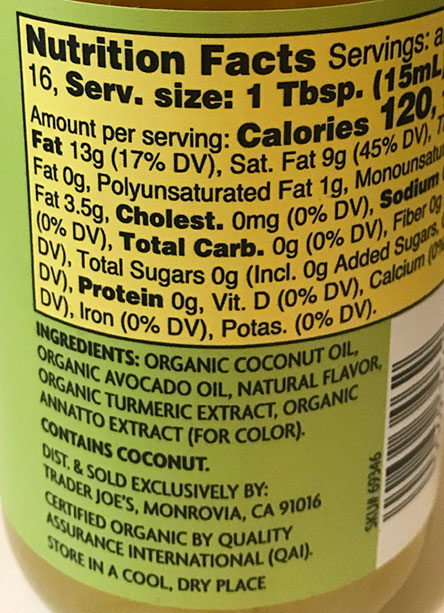 Nutrition Facts Servings:
16, Serv. size: 1 Tbsp. (15mL
Amount per serving: Calories 120,
Fat 13g (17% DV), Sat. Fat 9g (45% DV),
Fat 0g, Polyunsaturated Fat 1g, Monounsatu
Fat 3.5g, Cholest. 0mg (0% DV), Sodium
(0% DV), Total Carb. 0g (0% DV), Fiber 0g
DV), Total Sugars 0g (Incl. 0g Added Sugars,
DV), Protein 0g, Vit. D (0% DV), Calcium (0%
DV), Iron (0% DV), Potas. (0% DV).
INGREDIENTS: ORGANIC COCONUT OIL,
ORGANIC AVOCADO OIL, NATURAL FLAVOR,
ORGANIC TURMERIC EXTRACT, ORGANIC
ANNATTO EXTRACT (FOR COLOR).
CONTAINS COCONUT.
DIST. & SOLD EXCLUSIVELY BY:
TRADER JOE'S, MONROVIA, CA 91016
CERTIFIED ORGANIC BY QUALITY
ASSURANCE INTERNATIONAL (QAI).
STORE IN A COOL, DRY PLACE
SKU# 69346